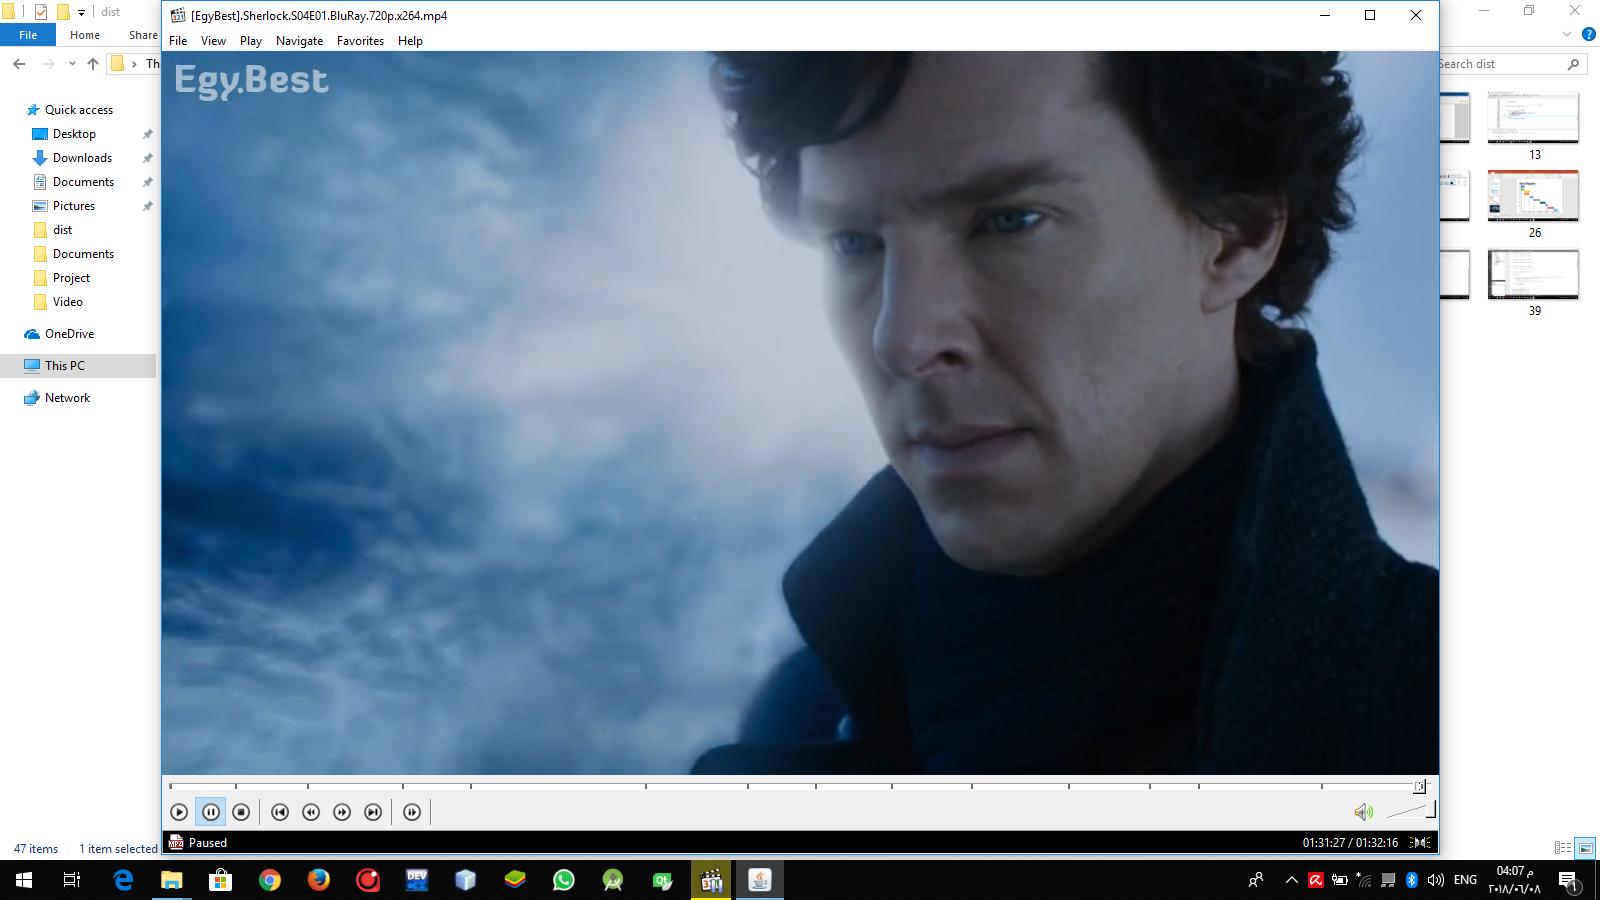 dist
[EgyBest].Sherlock.S04E01.BluRay.720p.x264.mp4
File
Home
Share
File
View
Play
Navigate
Favorites
Help
Egy.Best
Search dist
Quick access
Desktop
Downloads
Documents
Pictures
dist
Documents
Project
Video
OneDrive
This PC
Network
13
26
39
Paused
01:31:27 / 01:32:16
47 items
1 item selected
DEV
ENG
04:07 م
٢٠١٨/٠٦/٠٨
1